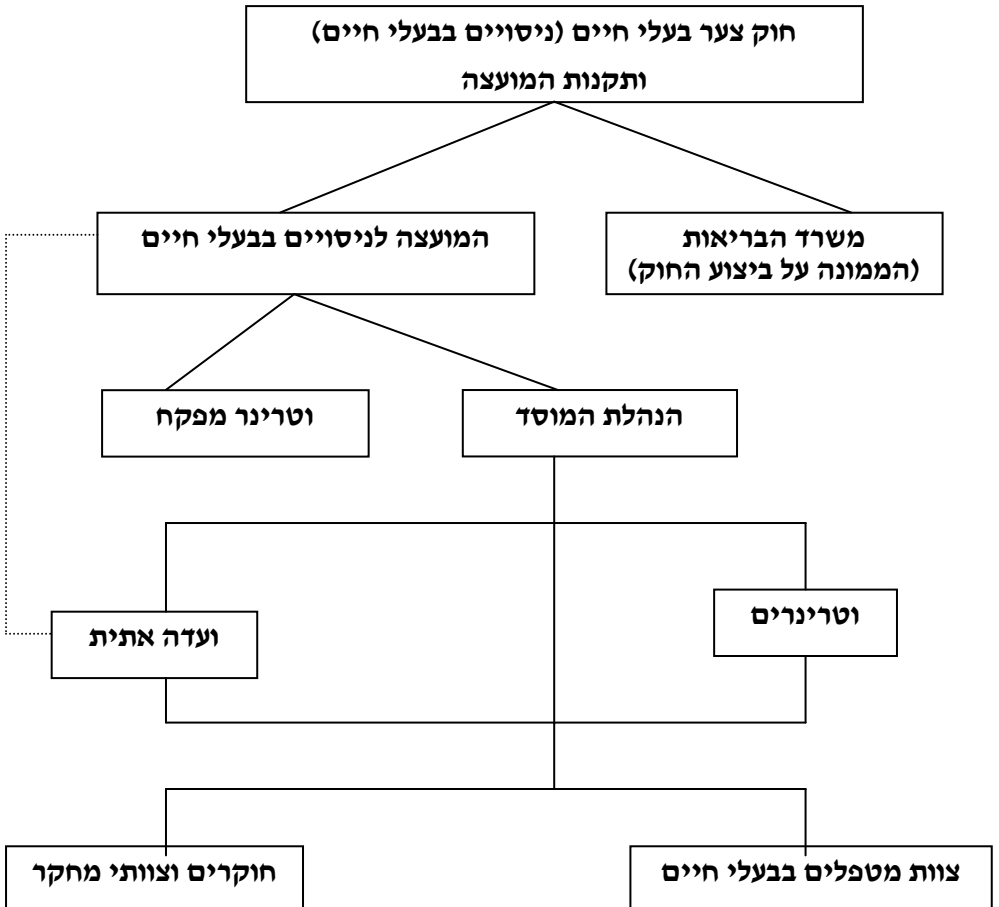 חוק צער בעלי חיים (ניסויים בבעלי חיים)
ותקנות המועצה
משרד הבריאות
(הממונה על ביצוע החוק)
המועצה לניסויים בבעלי חיים
הנהלת המוסד
וטרינר מפקח
וטרינרים
ועדה אתית
צוות מטפלים בבעלי חיים
חוקרים וצוותי מחקר